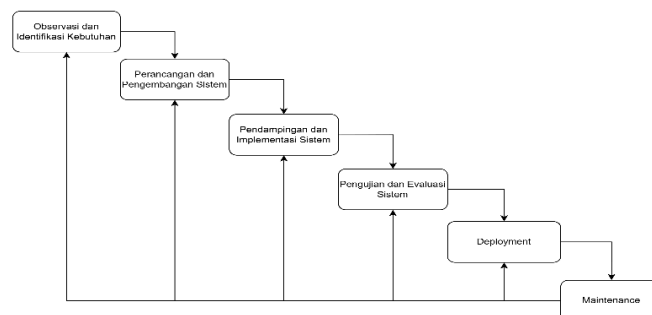 Observasi dan
Identifikasi Kebutuhan
Perancangan dan
Pengembangan Sistem
Pendampingan dan
Implementasi Sistem
Pengujian dan Evaluasi
Sistem
Deployment
Maintenance